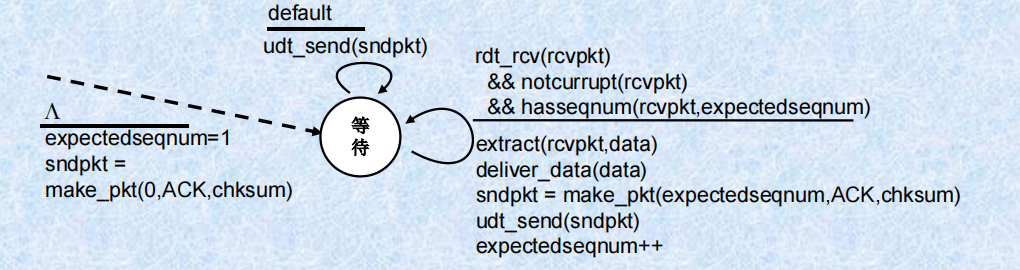 default
udt_send(sndpkt)
Λ
expectedseqnum=1
sndpkt =
make_pkt(0,ACK,chksum)
等
待
rdt_rcv(rcvpkt)
&& notcurrupt(rcvpkt)
&& hasseqnum(rcvpkt,expectedseqnum)
extract(rcvpkt,data)
deliver_data(data)
sndpkt = make_pkt(expectedseqnum,ACK,chksum)
udt_send(sndpkt)
expectedseqnum++